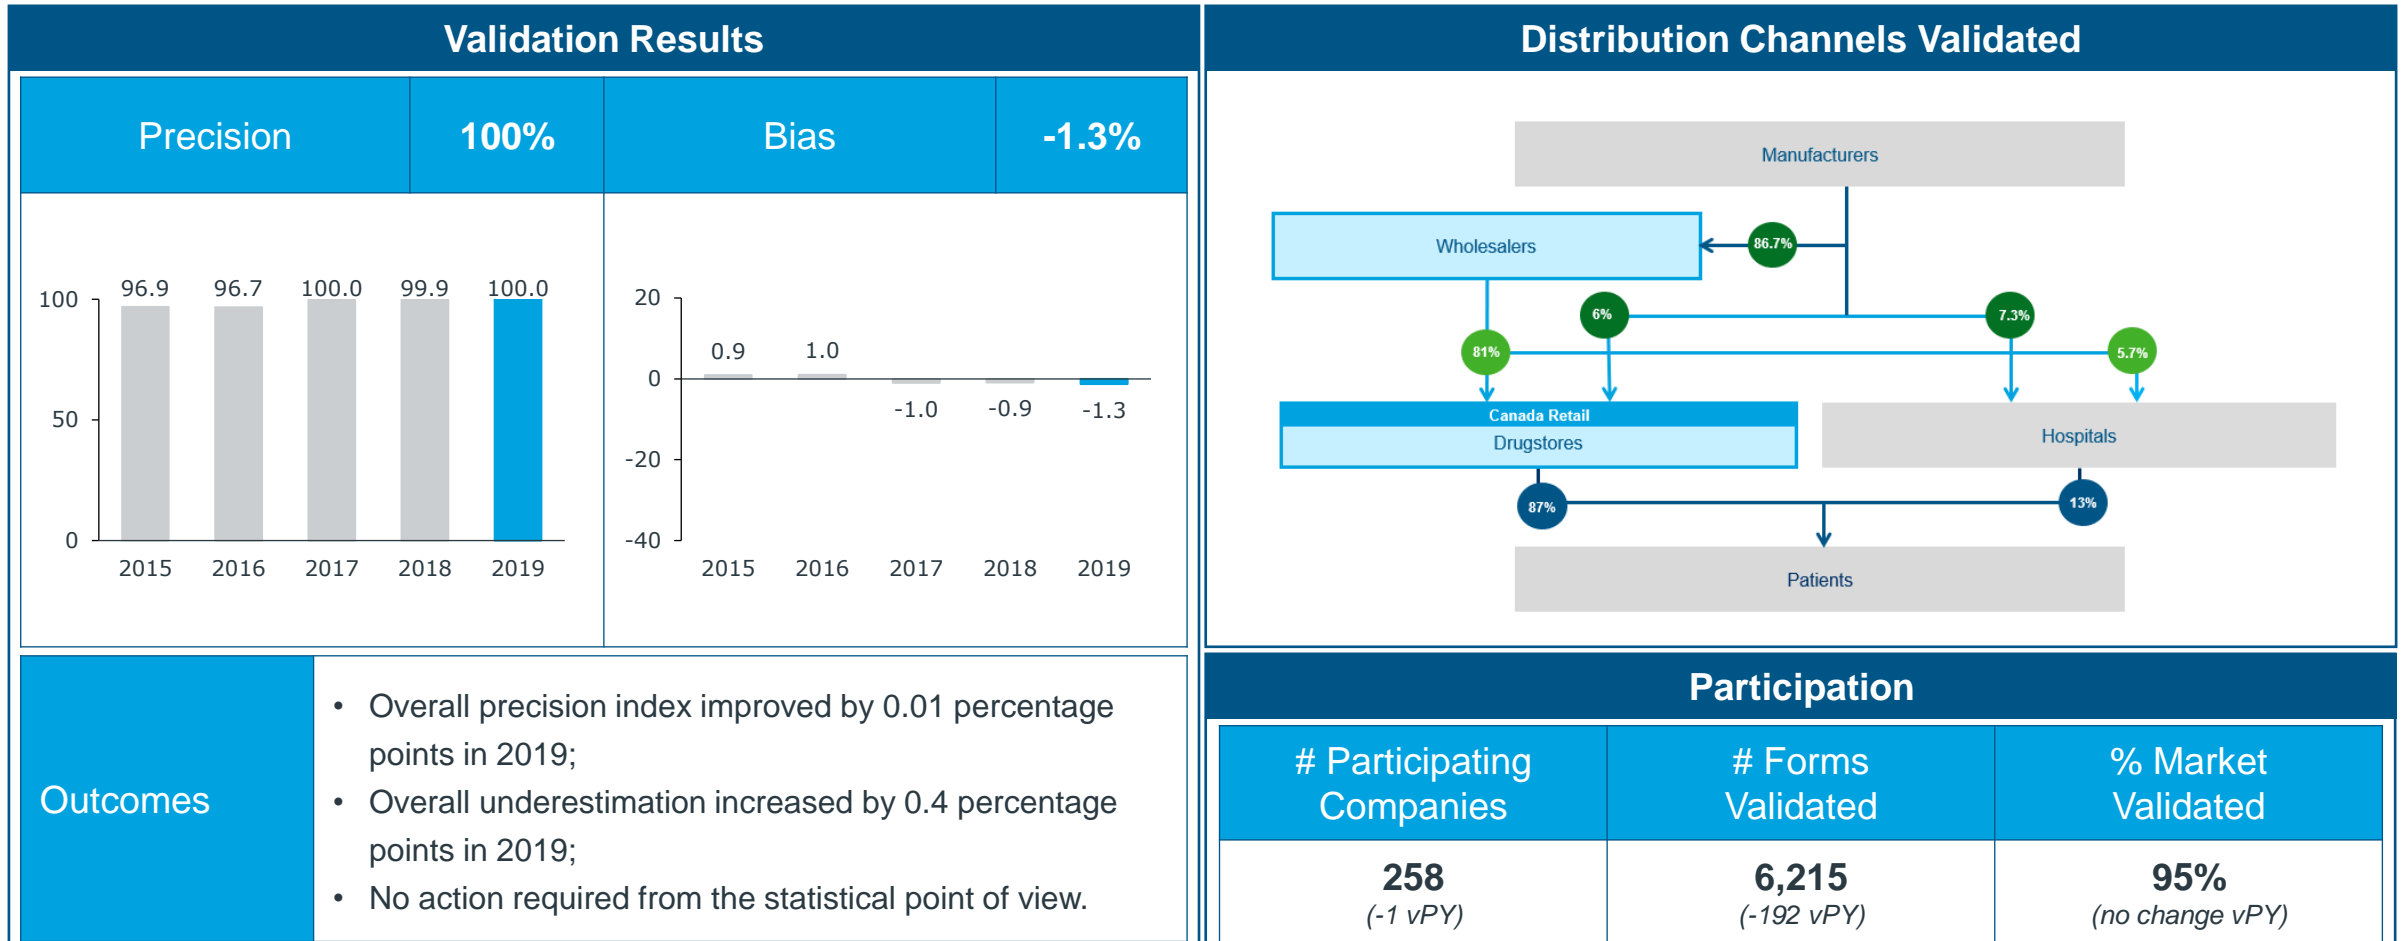 Validation Results
Precision
100%
Bias
-1.3%
100
50
0
96.9
96.7
100.0
99.9
100.0
2015
2016
2017
2018
2019
20
0
-20
-40
0.9
1.0
-1.0
-0.9
-1.3
2015
2016
2017
2018
2019
Outcomes
• Overall precision index improved by 0.01 percentage
points in 2019;
• Overall underestimation increased by 0.4 percentage
points in 2019;
• No action required from the statistical point of view.
Distribution Channels Validated
Manufacturers
Wholesalers
86.7%
6%
7.3%
81%
5.7%
Canada Retail
Drugstores
Hospitals
87%
13%
Patients
Participation
# Participating
Companies
# Forms
Validated
% Market
Validated
258
(-1 vPY)
6,215
(-192 vPY)
95%
(no change vPY)